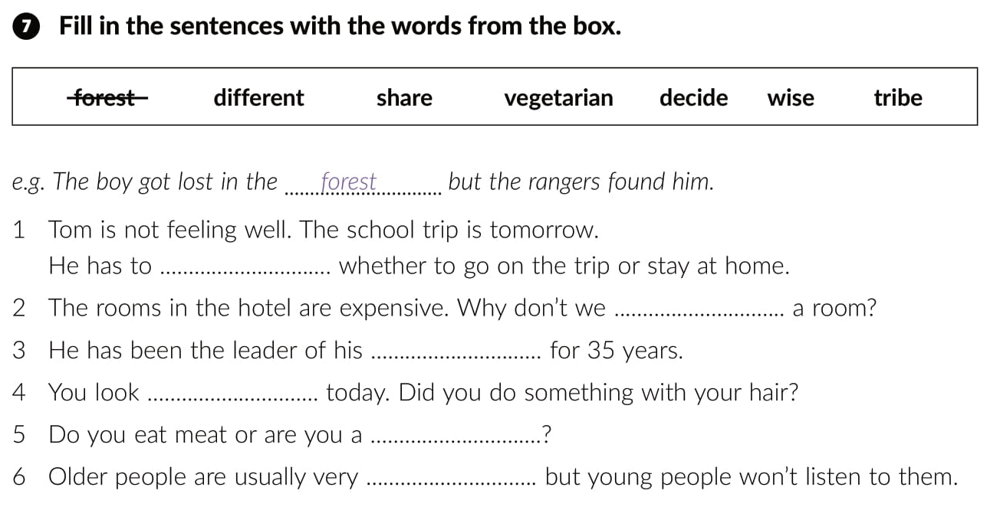 7 Fill in the sentences with the words from the box.
forest different share vegetarian decide wise tribe
e.g. The boy got lost in the ......forest........... but the rangers found him.
1 Tom is not feeling well. The school trip is tomorrow.
He has to .............................. whether to go on the trip or stay at home.
2 The rooms in the hotel are expensive. Why don't we .............................. a room?
3 He has been the leader of his .............................. for 35 years.
4 You look .............................. today. Did you do something with your hair?
5 Do you eat meat or are you a ..............................?
6 Older people are usually very .............................. but young people won't listen to them.